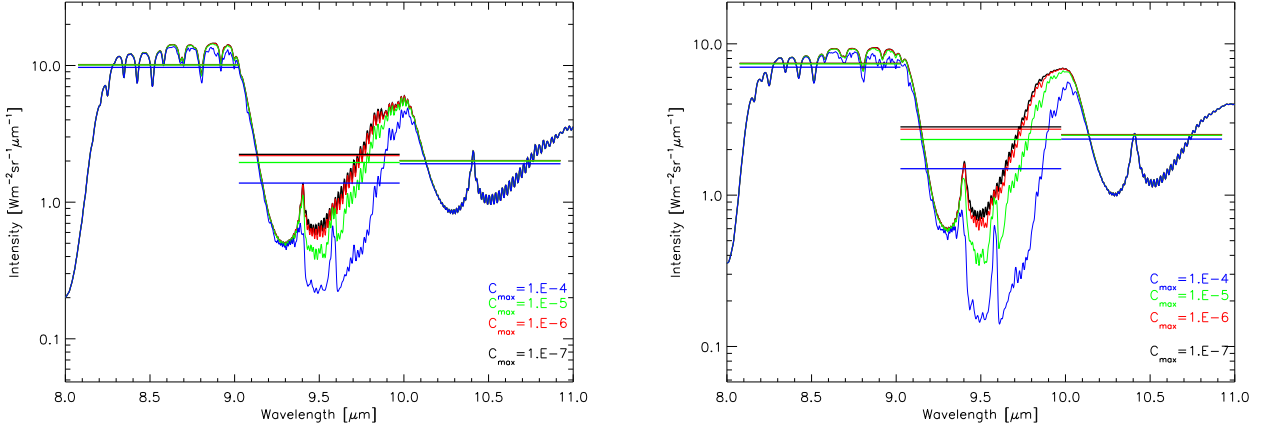 Intensity [Wm⁻²sr⁻¹μm⁻¹]
10.0
1.0
0.1
C_max=1.E−4
C_max=1.E−5
C_max=1.E−6
C_max=1.E−7
8.0 8.5 9.0 9.5 10.0 10.5 11.0
Wavelength [μm]
Intensity [Wm⁻²sr⁻¹μm⁻¹]
10.0
1.0
0.1
C_max=1.E−4
C_max=1.E−5
C_max=1.E−6
C_max=1.E−7
8.0 8.5 9.0 9.5 10.0 10.5 11.0
Wavelength [μm]